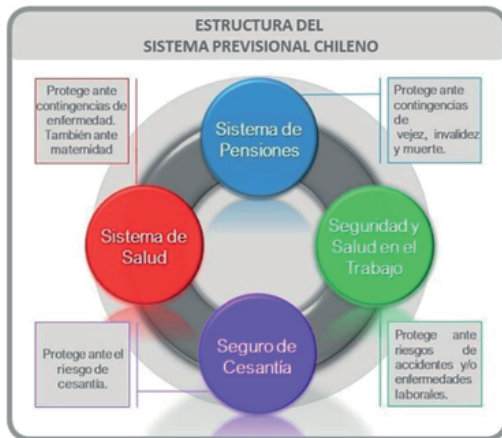 ESTRUCTURA DEL
SISTEMA PREVISIONAL CHILENO
Protege ante
contingencias de
enfermedad.
También ante
maternidad
Sistema de
Pensiones
Protege ante
contingencias
de
vejez, invalidez
y muerte.
Sistema de
Salud
Seguridad y
Salud en el
Trabajo
Protege ante el
riesgo de
cesantía.
Seguro de
Cesantía
Protege ante
riesgos de
accidentes y/o
enfermedades
laborales.